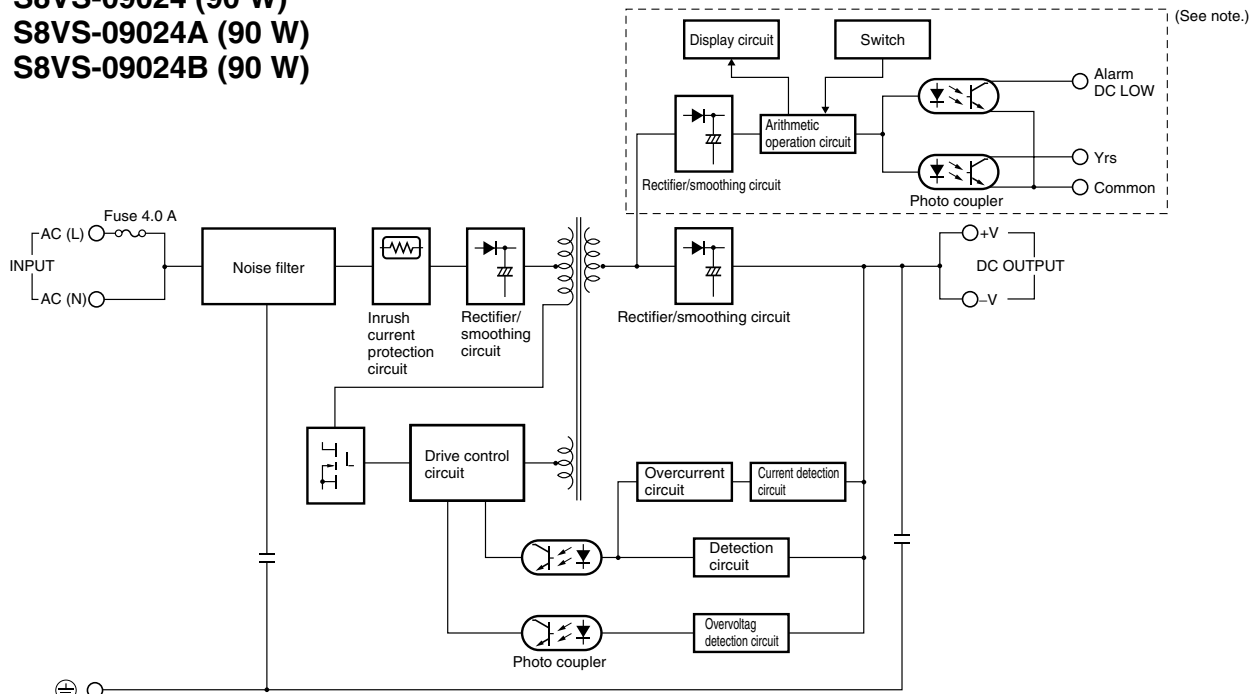 S8VS-09024 (90 W)
S8VS-09024A (90 W)
S8VS-09024B (90 W)
(See note.)
Display circuit
Switch
Alarm
DC LOW
Arithmetic
operation circuit
Rectifier/smoothing circuit
Yrs
Common
Photo coupler
Fuse 4.0 A
AC (L)
INPUT
AC (N)
Noise filter
Inrush
current
protection
circuit
Rectifier/
smoothing
circuit
Rectifier/smoothing circuit
+V
DC OUTPUT
–V
Drive control
circuit
Overcurrent
circuit
Current detection
circuit
Detection
circuit
Overvoltag
detection circuit
Photo coupler